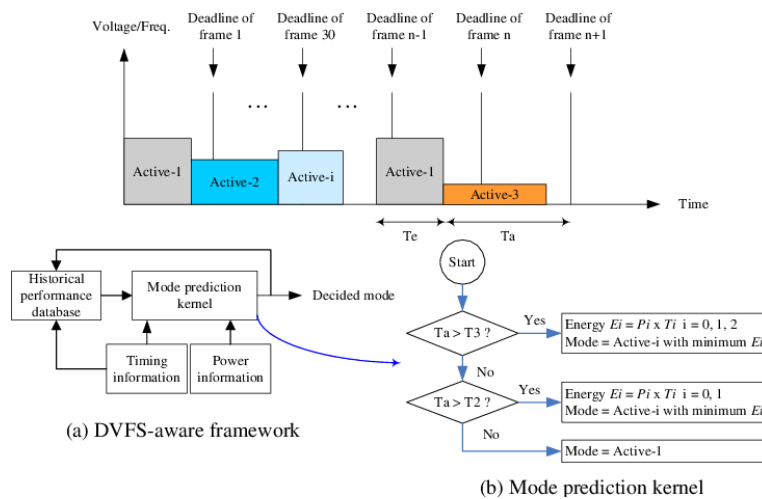 Voltage/Freq.
Deadline of
frame 1
Deadline of
frame 30
Deadline of
frame n-1
Deadline of
frame n
Deadline of
frame n+1
...
...
Active-1
Active-2
Active-i
Active-1
Active-3
Time
Te
Ta
Historical
performance
database
Mode prediction
kernel
Decided mode
Timing
information
Power
information
(a) DVFS-aware framework
Start
Ta > T3 ?
Yes
Energy Ei = Pi x Ti i = 0, 1, 2
Mode = Active-i with minimum Ei
No
Ta > T2 ?
Yes
Energy Ei = Pi x Ti i = 0, 1
Mode = Active-i with minimum Ei
No
Mode = Active-1
(b) Mode prediction kernel